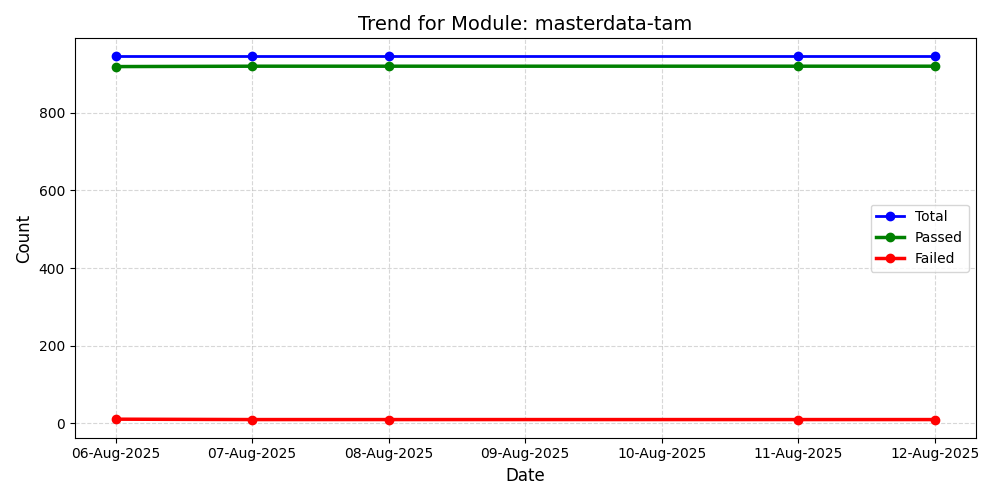 Trend for Module: masterdata-tam
Count
800
600
400
200
0
Total
Passed
Failed
06-Aug-2025 07-Aug-2025 08-Aug-2025 09-Aug-2025 10-Aug-2025 11-Aug-2025 12-Aug-2025
Date